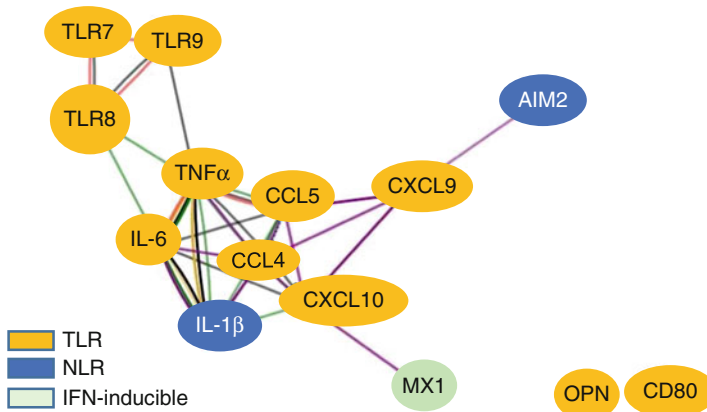 TLR7
TLR9
TLR8
AIM2
TNFα
CCL5
CXCL9
IL-6
CCL4
CXCL10
IL-1β
TLR
NLR
IFN-inducible
MX1
OPN
CD80